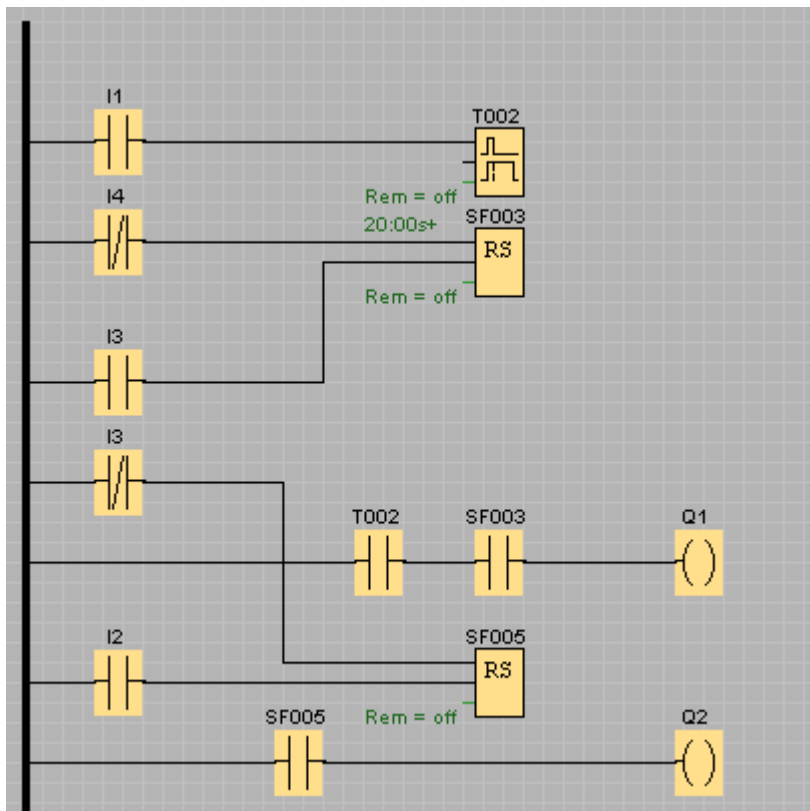 I1
T002
Rem = off
20:00s+
I4
SF003
RS
Rem = off
I3
I3
T002
SF003
Q1
I2
SF005
RS
Rem = off
SF005
Q2